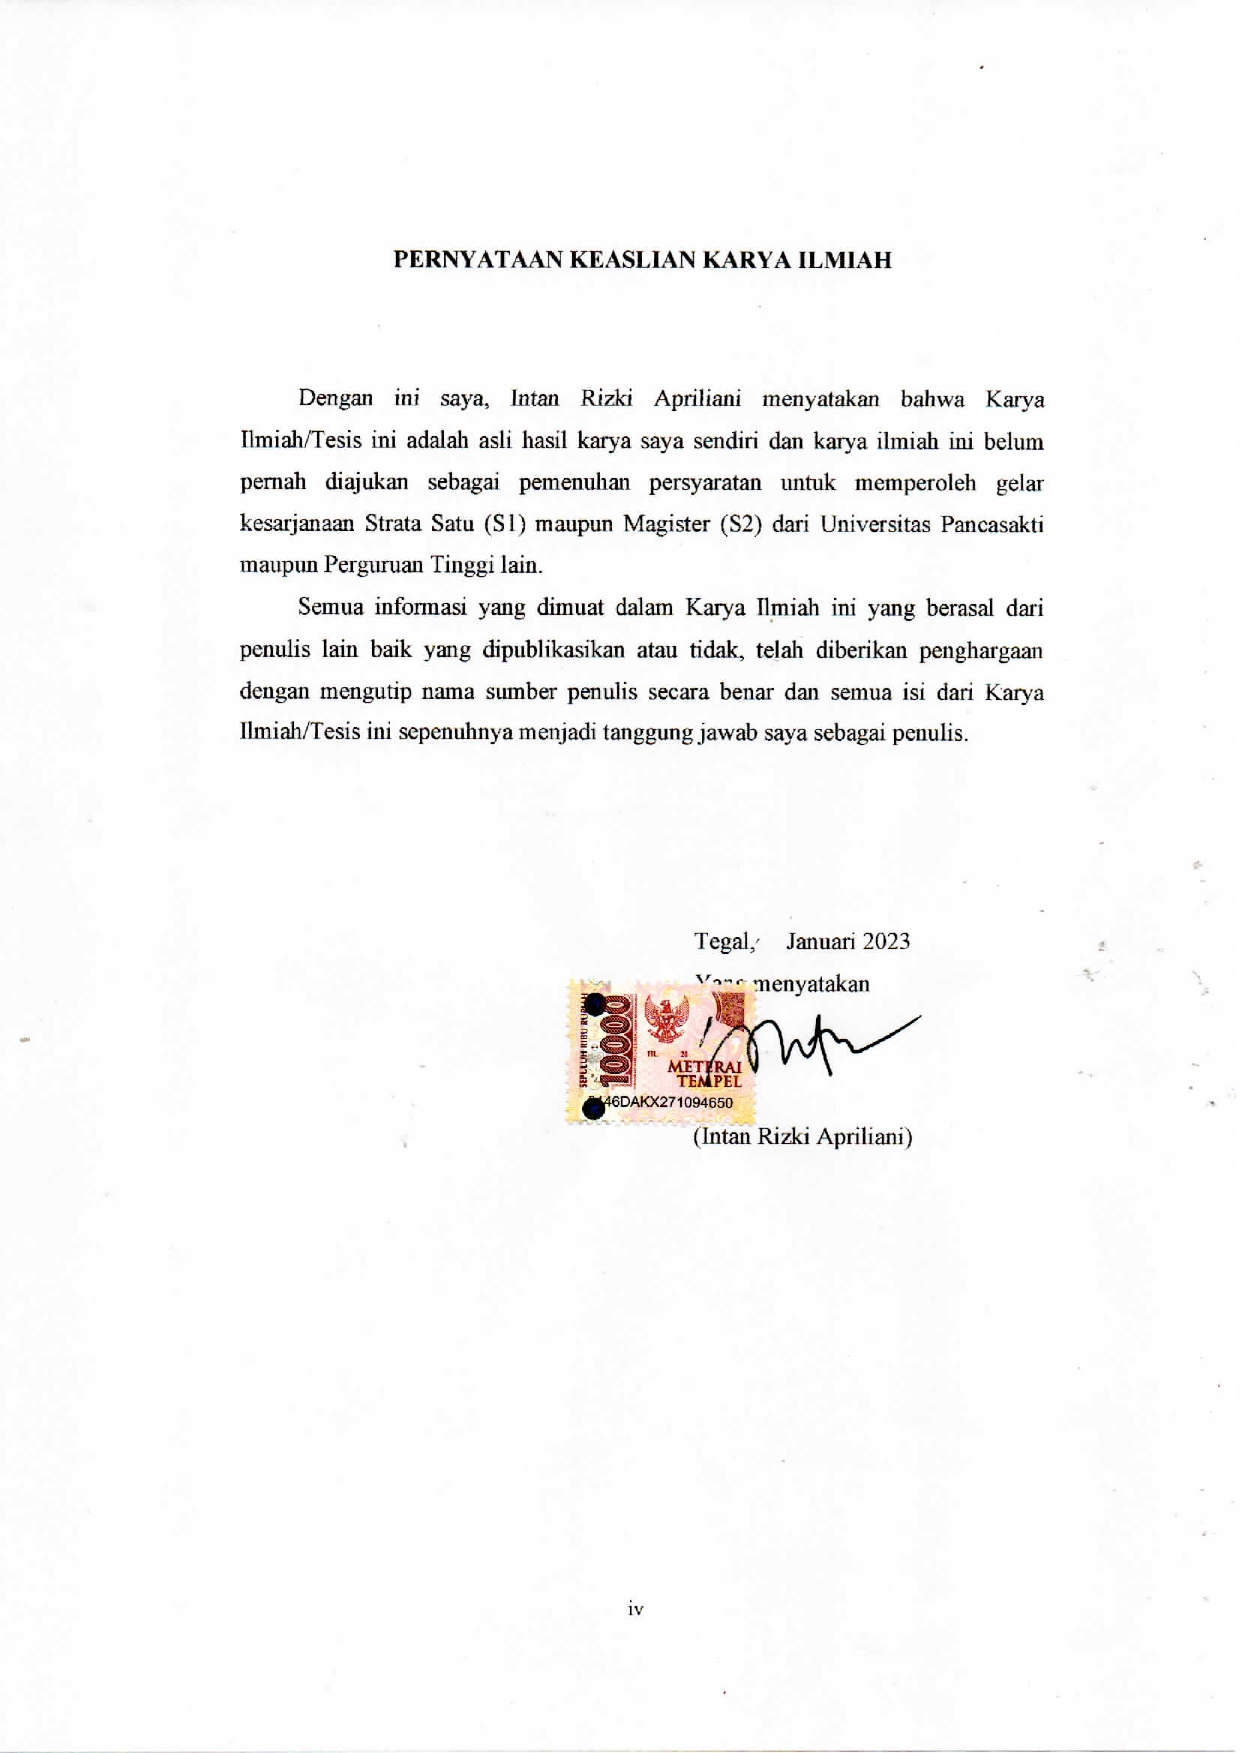 PERNYATAAN KEASLIAN KARYA ILMIAH
Dengan ini saya, Intan Rizki Apriliani menyatakan bahwa Karya
Ilmiah/Tesis ini adalah asli hasil karya saya sendiri dan karya ilmiah ini belum
pernah diajukan sebagai pemenuhan persyaratan untuk memperoleh gelar
kesarjanaan Strata Satu (S1) maupun Magister (S2) dari Universitas Pancasakti
maupun Perguruan Tinggi lain.
Semua informasi yang dimuat dalam Karya Ilmiah ini yang berasal dari
penulis lain baik yang dipublikasikan atau tidak, telah diberikan penghargaan
dengan mengutip nama sumber penulis secara benar dan semua isi dari Karya
Ilmiah/Tesis ini sepenuhnya menjadi tanggung jawab saya sebagai penulis.
Tegal, Januari 2023
Yang menyatakan
10000
METERAI
TEMPEL
46DAKX271094650
(Intan Rizki Apriliani)
iv